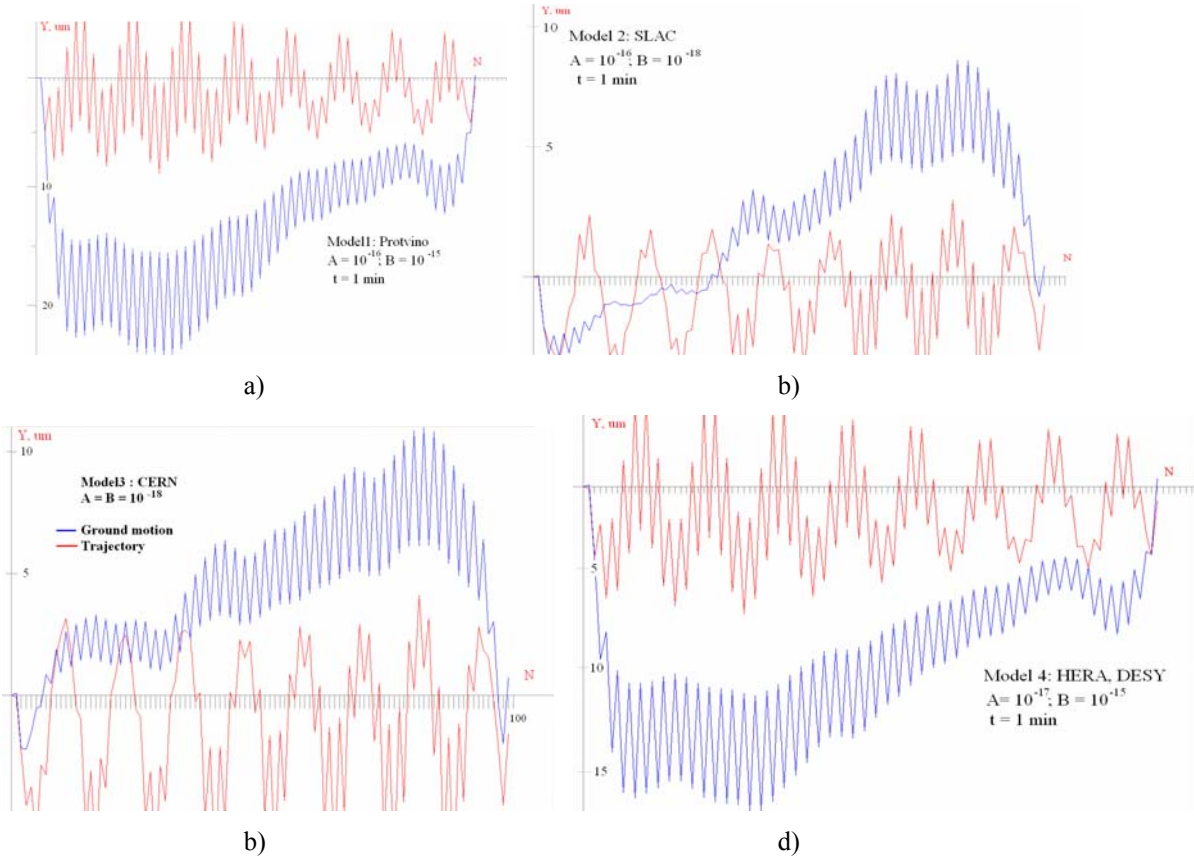 Y, um
N
10
20
Model1: Protvino
A = 10^-16; B = 10^-15
t = 1 min
a)
Y, um
10
5
Model 2: SLAC
A = 10^-16; B = 10^-18
t = 1 min
N
b)
Y, um
10
5
Model3 : CERN
A = B = 10^-18
Ground motion
Trajectory
N
100
b)
Y, um
N
5
10
15
Model 4: HERA, DESY
A= 10^-17; B = 10^-15
t = 1 min
d)